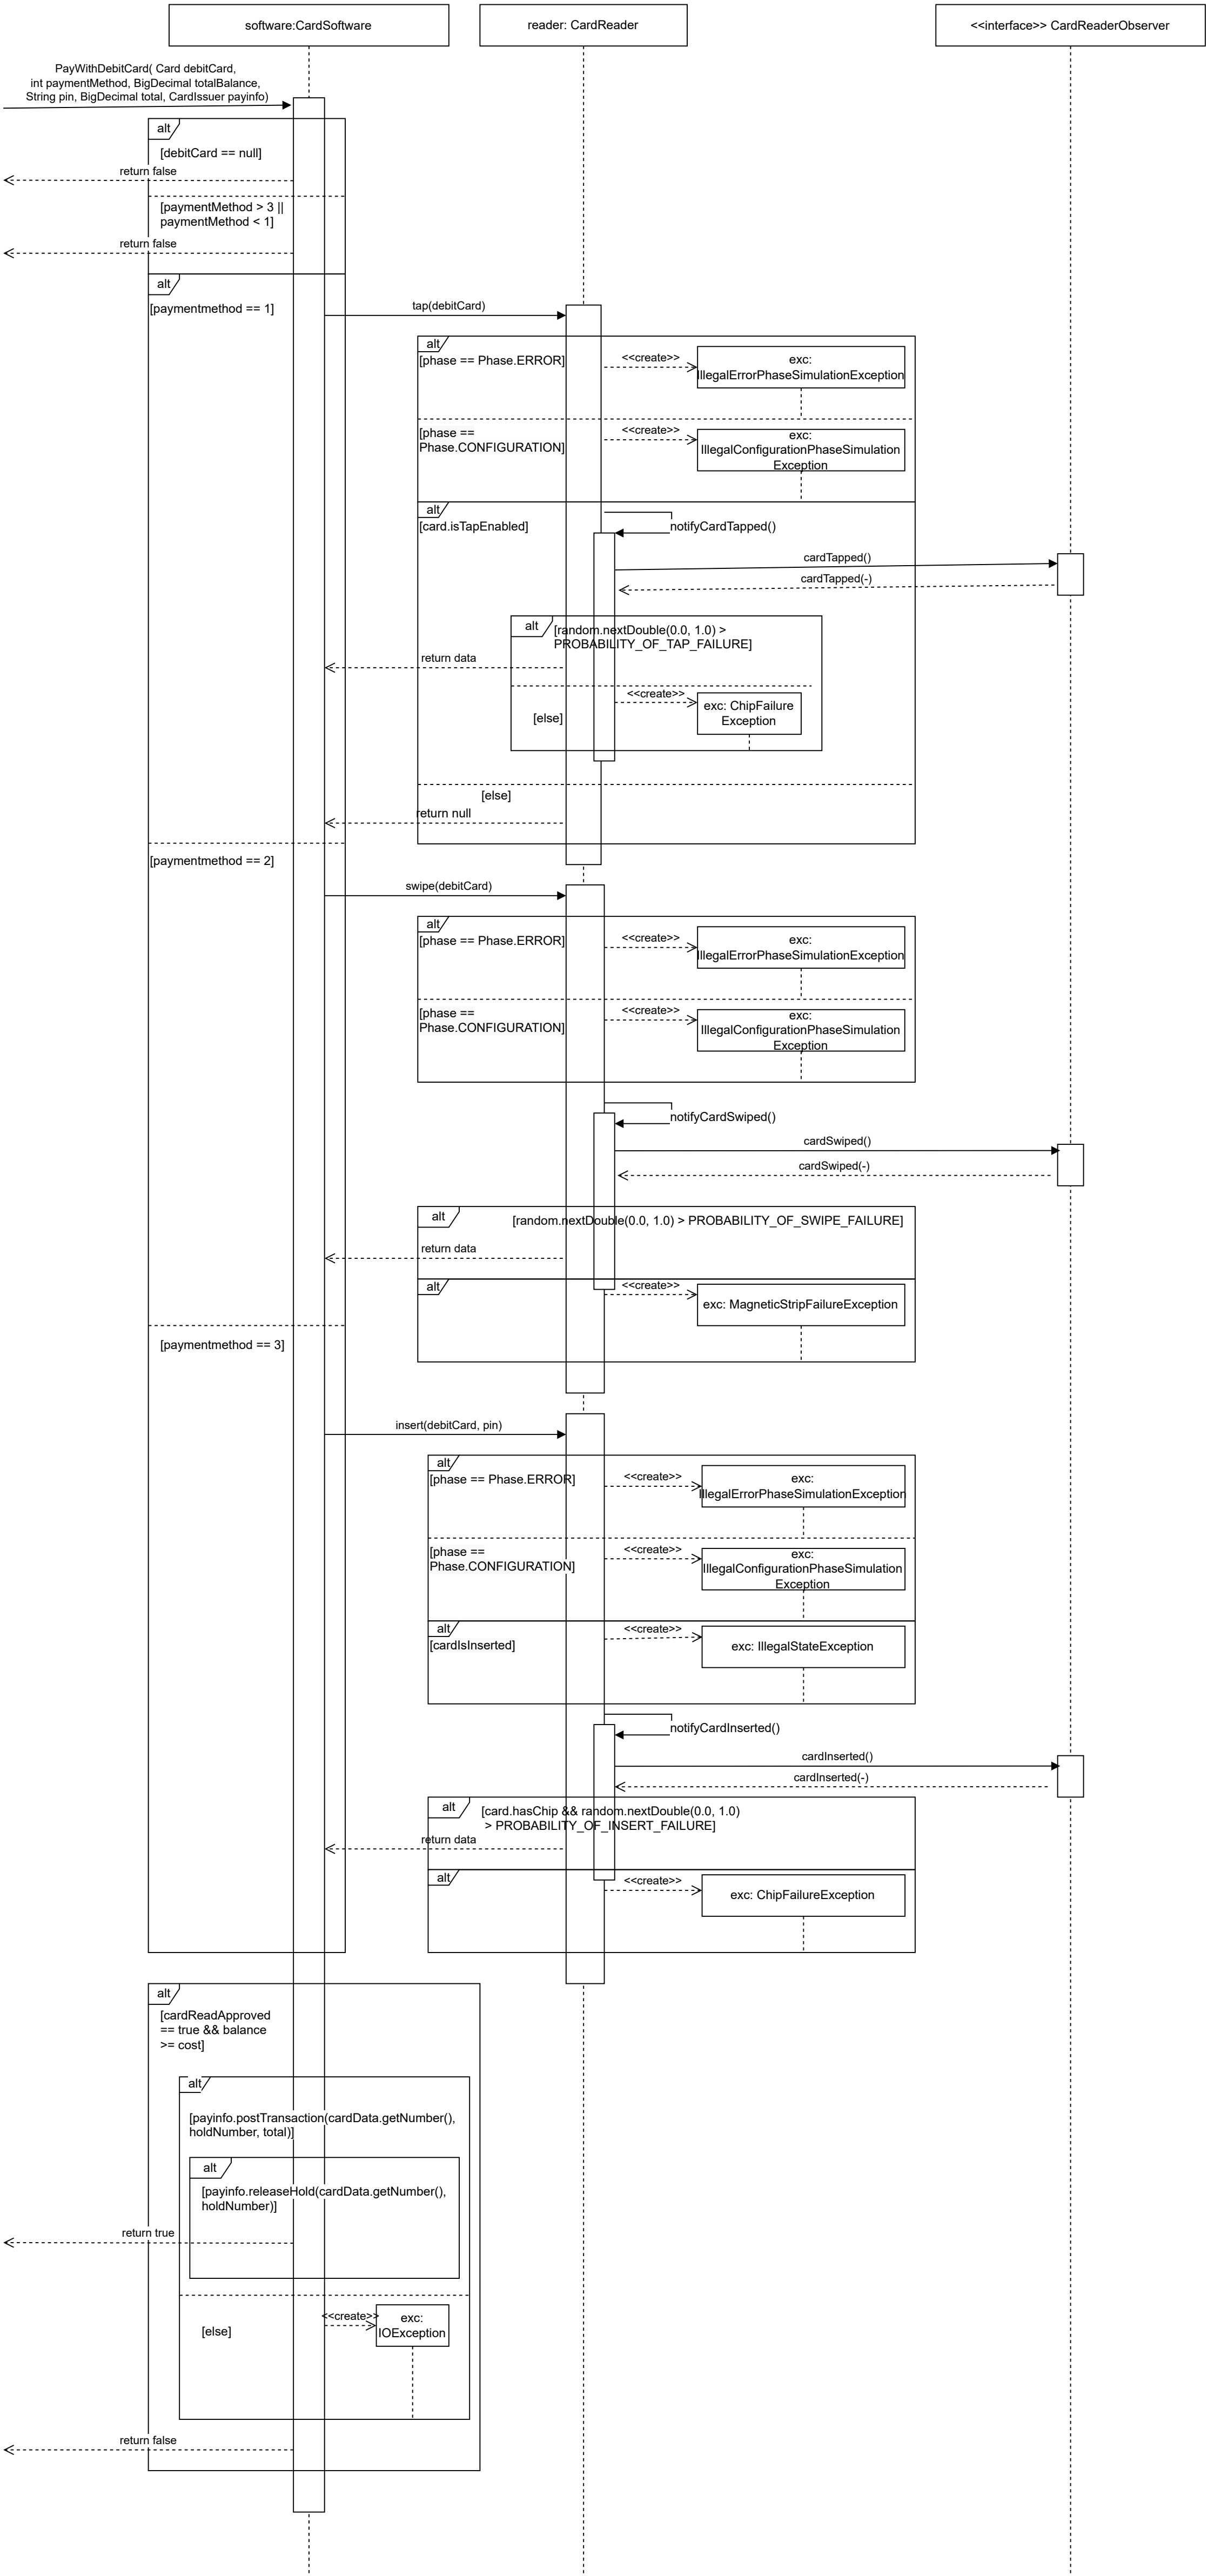 software:CardSoftware
reader: CardReader
<<interface>> CardReaderObserver
PayWithDebitCard( Card debitCard,
int paymentMethod, BigDecimal totalBalance,
String pin, BigDecimal total, CardIssuer payinfo)
alt
[debitCard == null]
return false
[paymentMethod > 3 ||
paymentMethod < 1]
return false
alt
[paymentmethod == 1]
tap(debitCard)
alt
[phase == Phase.ERROR]
<<create>>
exc:
IllegalErrorPhaseSimulationException
[phase ==
Phase.CONFIGURATION]
<<create>>
exc:
IllegalConfigurationPhaseSimulation
Exception
alt
[card.isTapEnabled]
notifyCardTapped()
cardTapped()
cardTapped(-)
alt
[random.nextDouble(0.0, 1.0) >
PROBABILITY_OF_TAP_FAILURE]
return data
<<create>>
exc: ChipFailure
Exception
[else]
[else]
return null
[paymentmethod == 2]
swipe(debitCard)
alt
[phase == Phase.ERROR]
<<create>>
exc:
IllegalErrorPhaseSimulationException
[phase ==
Phase.CONFIGURATION]
<<create>>
exc:
IllegalConfigurationPhaseSimulation
Exception
notifyCardSwiped()
cardSwiped()
cardSwiped(-)
alt
[random.nextDouble(0.0, 1.0) > PROBABILITY_OF_SWIPE_FAILURE]
return data
alt
<<create>>
exc: MagneticStripFailureException
[paymentmethod == 3]
insert(debitCard, pin)
alt
[phase == Phase.ERROR]
<<create>>
exc:
IllegalErrorPhaseSimulationException
[phase ==
Phase.CONFIGURATION]
<<create>>
exc:
IllegalConfigurationPhaseSimulation
Exception
alt
[cardIsInserted]
<<create>>
exc: IllegalStateException
notifyCardInserted()
cardInserted()
cardInserted(-)
alt
[card.hasChip && random.nextDouble(0.0, 1.0)
> PROBABILITY_OF_INSERT_FAILURE]
return data
alt
<<create>>
exc: ChipFailureException
alt
[cardReadApproved
== true && balance
>= cost]
alt
[payinfo.postTransaction(cardData.getNumber(),
holdNumber, total)]
alt
[payinfo.releaseHold(cardData.getNumber(),
holdNumber)]
return true
<<create>>
exc:
IOException
[else]
return false